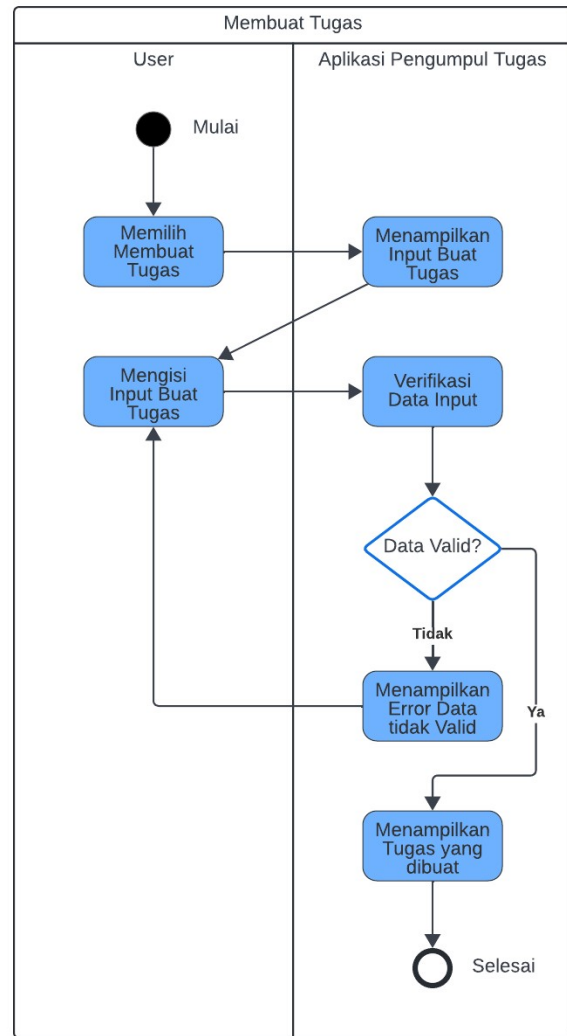 Membuat Tugas
User
Aplikasi Pengumpul Tugas
Mulai
Memilih
Membuat
Tugas
Menampilkan
Input Buat
Tugas
Mengisi
Input Buat
Tugas
Verifikasi
Data Input
Data Valid?
Tidak
Menampilkan
Error Data
tidak Valid
Ya
Menampilkan
Tugas yang
dibuat
Selesai